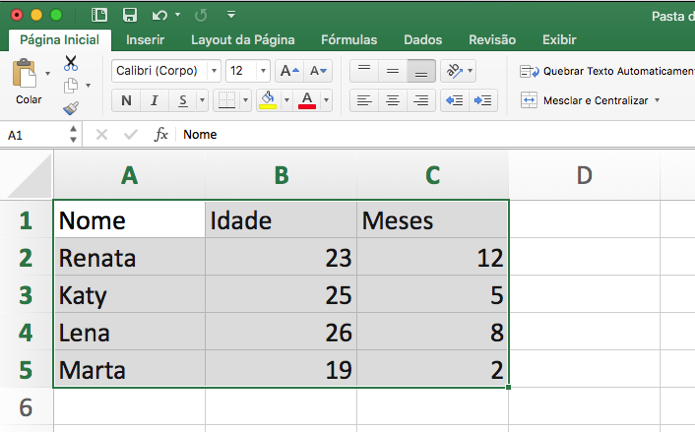 Pasta d
Página Inicial Inserir Layout da Página Fórmulas Dados Revisão Exibir
Colar
Calibri (Corpo) 12 A A
N I S A
Quebrar Texto Automaticamen
Mesclar e Centralizar
A1 fx Nome
A B C D
1 Nome Idade Meses
2 Renata 23 12
3 Katy 25 5
4 Lena 26 8
5 Marta 19 2
6